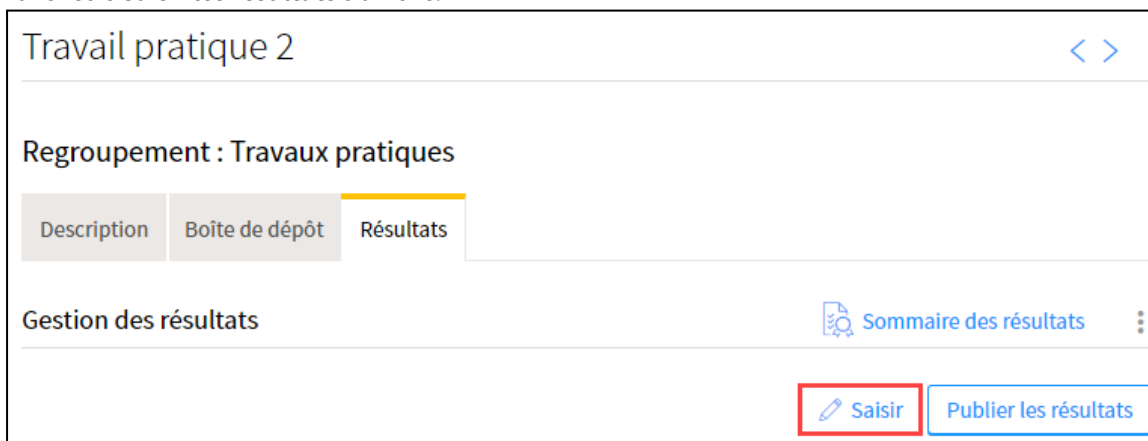 Travail pratique 2
Regroupement : Travaux pratiques
Description Boîte de dépôt Résultats
Gestion des résultats Sommaire des résultats
Saisir Publier les résultats